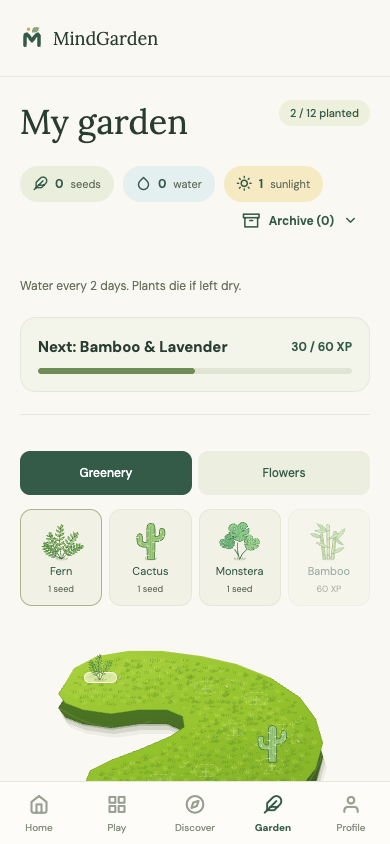 MindGarden
My garden
2 / 12 planted
0 seeds
0 water
1 sunlight
Archive (0)
Water every 2 days. Plants die if left dry.
Next: Bamboo & Lavender
30 / 60 XP
Greenery
Flowers
Fern
1 seed
Cactus
1 seed
Monstera
1 seed
Bamboo
60 XP
Home
Play
Discover
Garden
Profile